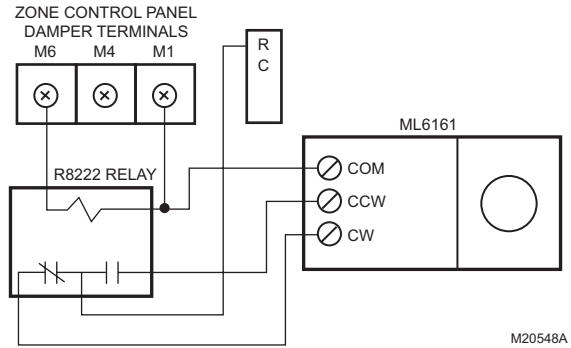 ZONE CONTROL PANEL
DAMPER TERMINALS
M6 M4 M1
R
C
ML6161
R8222 RELAY
COM
CCW
CW
M20548A